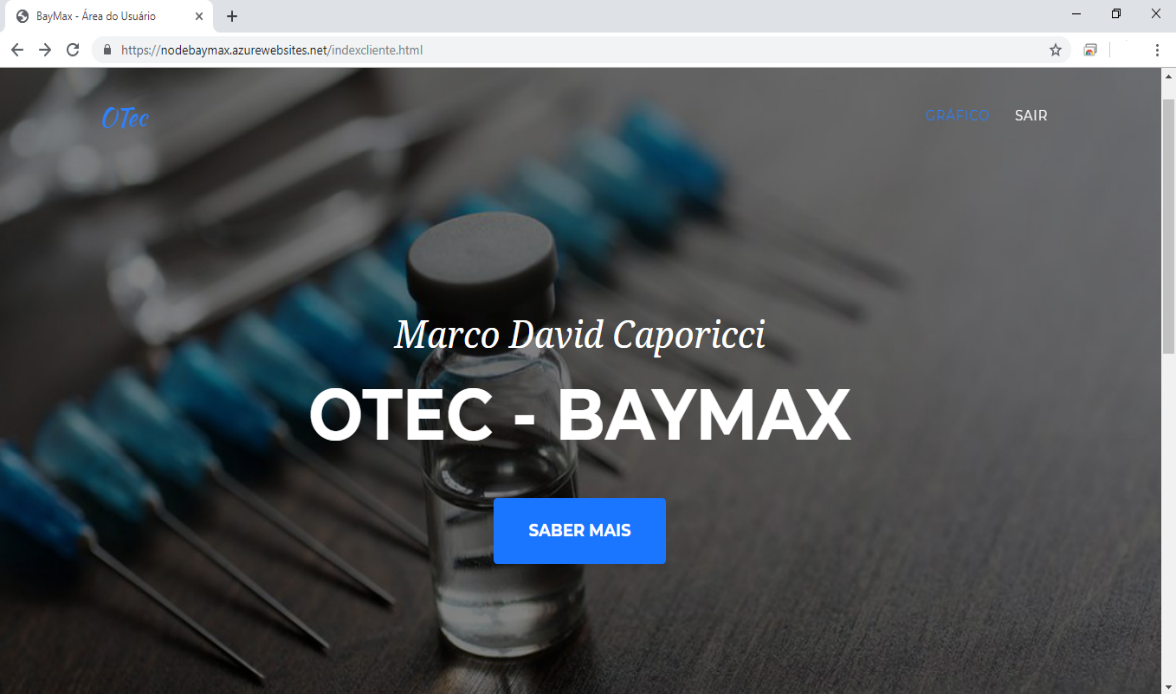 BayMax - Área do Usuário
https://nodebaymax.azurewebsites.net/indexcliente.html
OTec
GRÁFICO SAIR
Marco David Caporicci
OTEC - BAYMAX
SABER MAIS